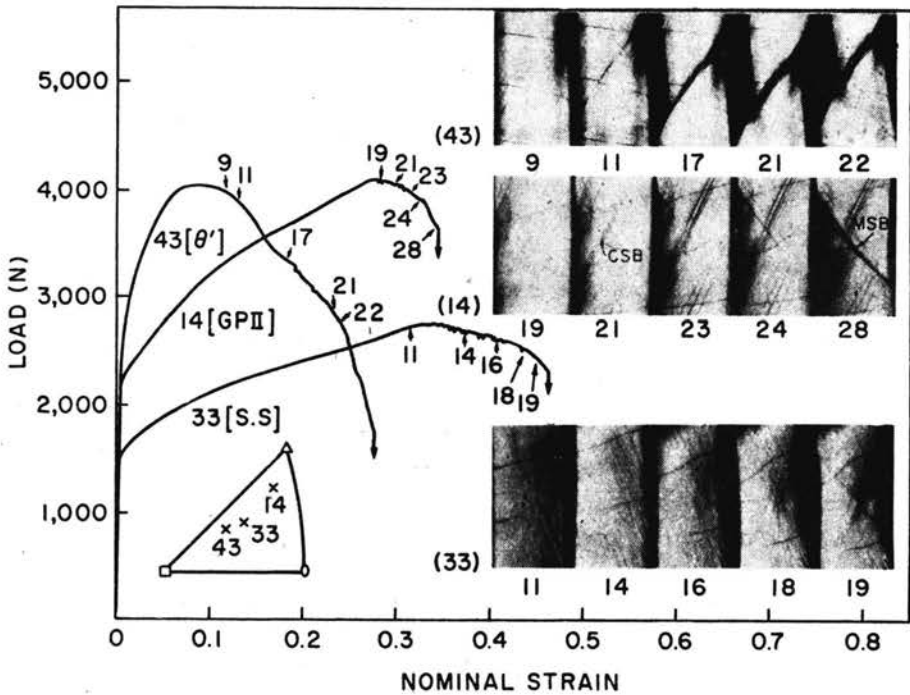 5,000
4,000
3,000
2,000
1,000
0
LOAD (N)
0 0.1 0.2 0.3 0.4 0.5 0.6 0.7 0.8
NOMINAL STRAIN
43[θ′]
14[GPII]
33[S.S]
9
11
17
21
22
19
21
23
24
28
(14)
11
14
16
18
19
14
33
43
(43)
9 11 17 21 22
CSB
MSB
19 21 23 24 28
(33)
11 14 16 18 19